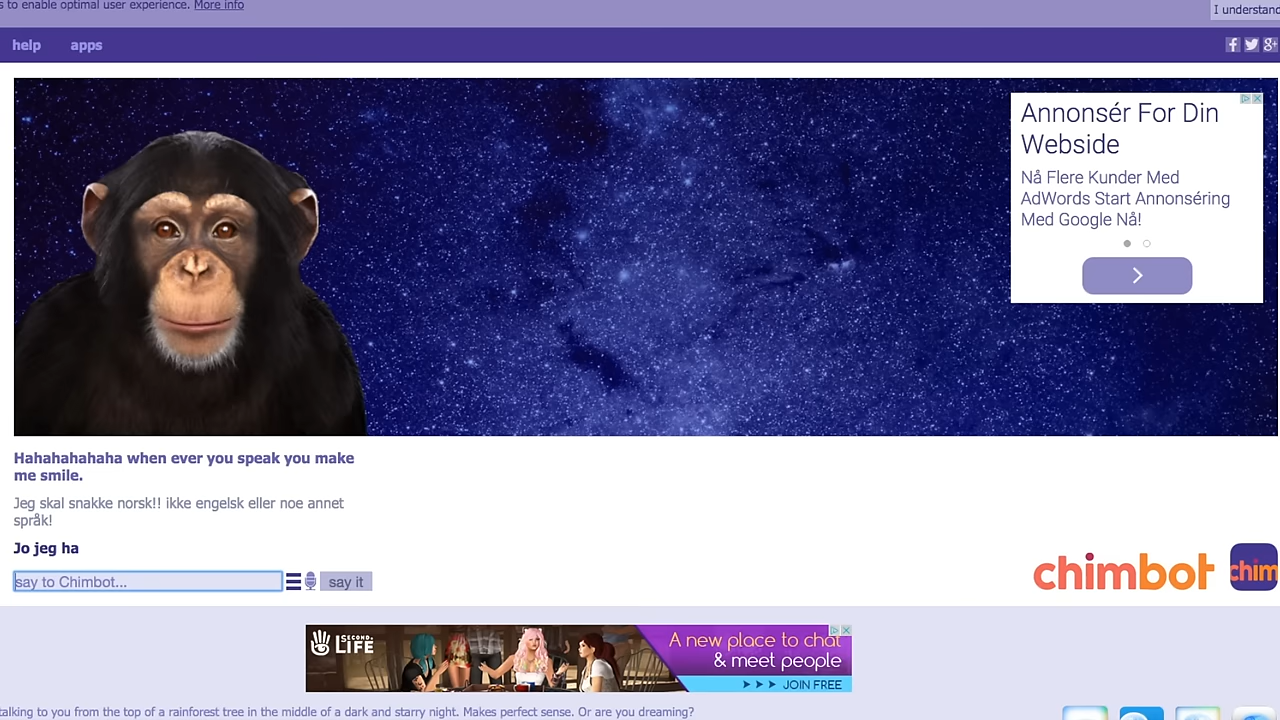 s to enable optimal user experience. More info
I understand
help apps
Annonsér For Din
Webside
Nå Flere Kunder Med
AdWords Start Annonséring
Med Google Nå!
Hahahahahaha when ever you speak you make
me smile.
Jeg skal snakke norsk!! ikke engelsk eller noe annet
språk!
Jo jeg ha
say to Chimbot... say it
chimbot
chim
SECOND LIFE
A new place to chat
& meet people
JOIN FREE
talking to you from the top of a rainforest tree in the middle of a dark and starry night. Makes perfect sense. Or are you dreaming?